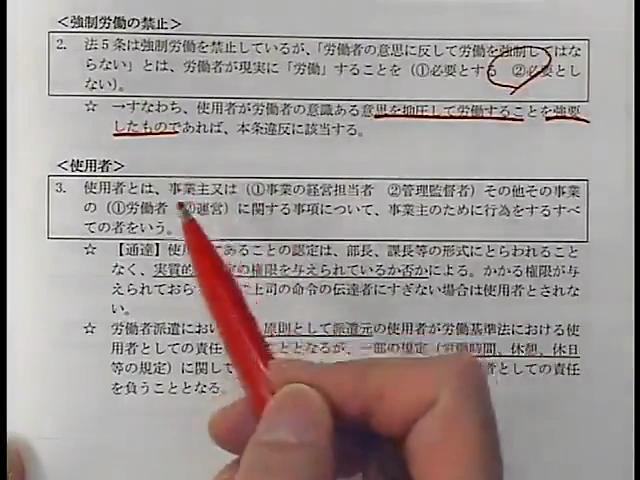 ＜強制労働の禁止＞
2. 法5条は強制労働を禁止しているが、「労働者の意思に反して労働を強制してはな
らない」とは、労働者が現実に「労働」することを（①必要とする ②必要とし
ない）。
☆ →すなわち、使用者が労働者の意識ある意思を抑圧して労働することを強要
したものであれば、本条違反に該当する。
＜使用者＞
3. 使用者とは、事業主又は（①事業の経営担当者 ②管理監督者）その他その事業
の（①労働者 ②運営）に関する事項について、事業主のために行為をするすべ
ての者をいう。
☆ 【通達】使用 あることの認定は、部長、課長等の形式にとらわれること
なく、実質的 の権限を与えられているか否かによる。かかる権限が与
えられておら に上司の命令の伝達者にすぎない場合は使用者とされな
い。
☆ 労働者派遣におい 原則として派遣元の使用者が労働基準法における使
用者としての責任 こととなるが、一部の規定（労働時間、休憩、休日
等の規定）に関して 者としての責任
を負うこととなる